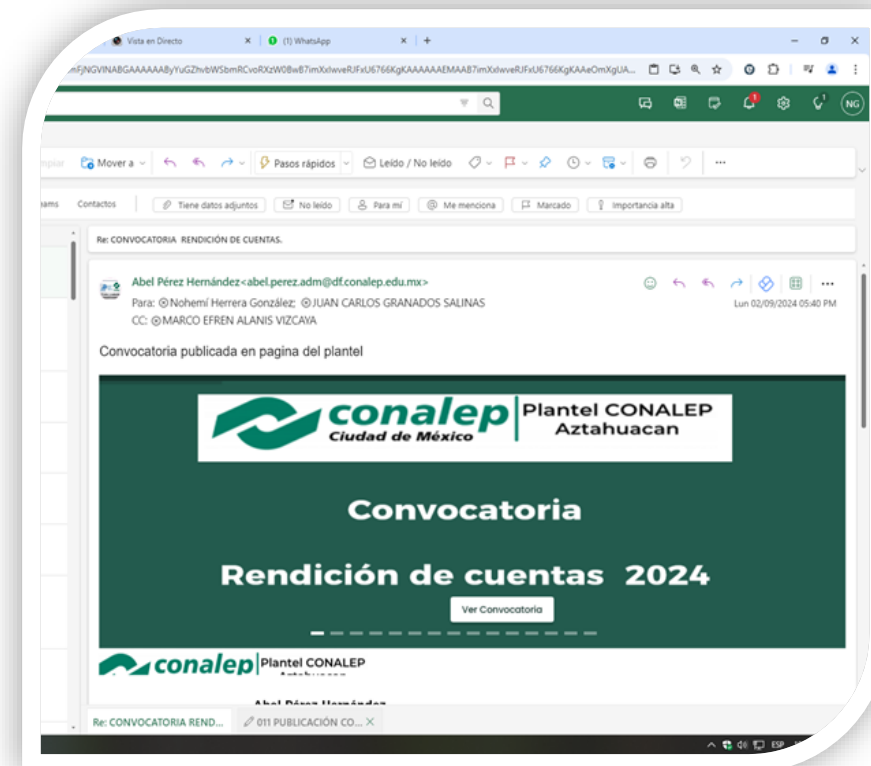 Vista en Directo
(1) WhatsApp
NG
Mover a
Pasos rápidos
Leído / No leído
Contactos
Tiene datos adjuntos
No leído
Para mí
Me menciona
Marcado
Importancia alta
Re: CONVOCATORIA RENDICIÓN DE CUENTAS.
Abel Pérez Hernández<abel.perez.adm@df.conalep.edu.mx>
Para: Nohemí Herrera González; JUAN CARLOS GRANADOS SALINAS
Lun 02/09/2024 05:40 PM
CC: MARCO EFREN ALANIS VIZCAYA
Convocatoria publicada en pagina del plantel
conalep
Ciudad de México
Plantel CONALEP
Aztahuacan
Convocatoria
Rendición de cuentas 2024
Ver Convocatoria
conalep
Plantel CONALEP
Abel Pérez Hernández
Re: CONVOCATORIA REND...
011 PUBLICACIÓN CO...
ESP